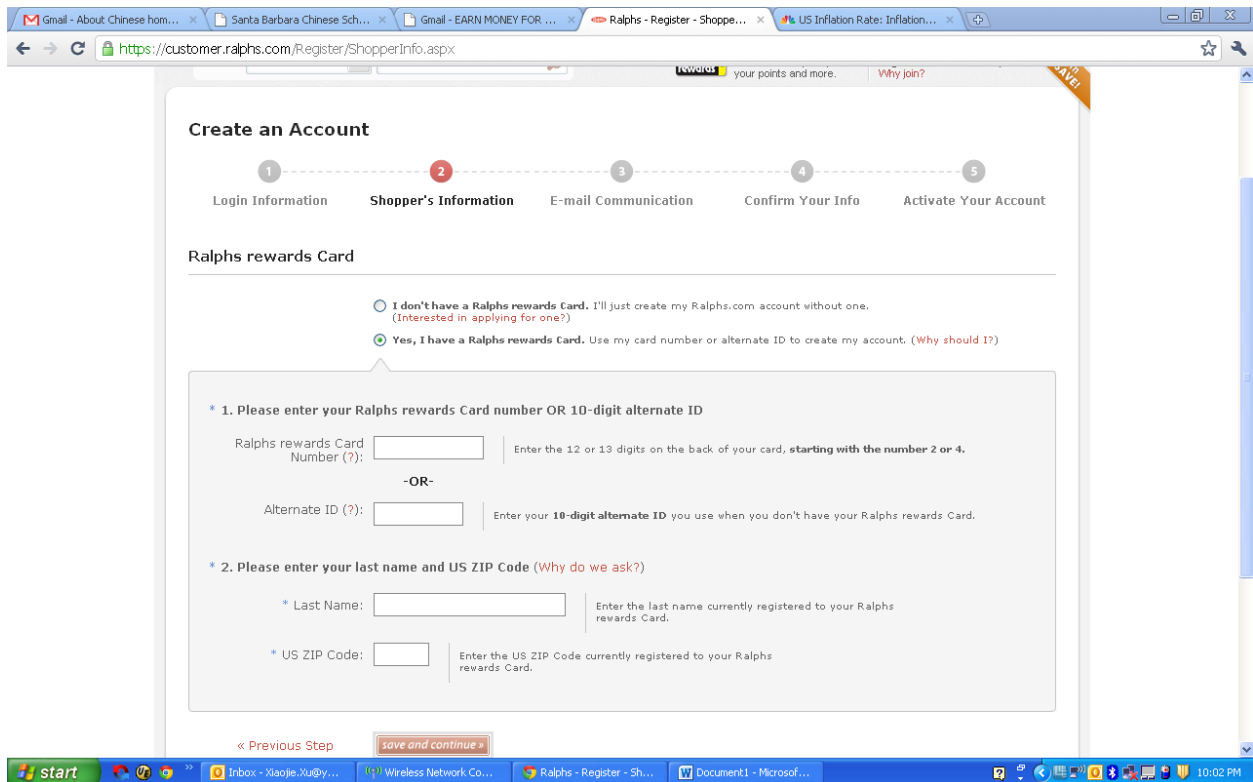 Gmail - About Chinese hom...
Santa Barbara Chinese Sch...
Gmail - EARN MONEY FOR ...
Ralphs - Register - Shoppe...
US Inflation Rate: Inflation...
https://customer.ralphs.com/Register/ShopperInfo.aspx
rewards
your points and more.
Why join?
SAVE!
Create an Account
1 2 3 4 5
Login Information Shopper's Information E-mail Communication Confirm Your Info Activate Your Account
Ralphs rewards Card
I don't have a Ralphs rewards Card. I'll just create my Ralphs.com account without one.
(Interested in applying for one?)
Yes, I have a Ralphs rewards Card. Use my card number or alternate ID to create my account. (Why should I?)
* 1. Please enter your Ralphs rewards Card number OR 10-digit alternate ID
Ralphs rewards Card
Number (?):
Enter the 12 or 13 digits on the back of your card, starting with the number 2 or 4.
-OR-
Alternate ID (?):
Enter your 10-digit alternate ID you use when you don't have your Ralphs rewards Card.
* 2. Please enter your last name and US ZIP Code (Why do we ask?)
* Last Name:
Enter the last name currently registered to your Ralphs
rewards Card.
* US ZIP Code:
Enter the US ZIP Code currently registered to your Ralphs
rewards Card.
« Previous Step
save and continue »
start
Inbox - Xiaojie.Xu@y...
Wireless Network Co...
Ralphs - Register - Sh...
Document1 - Microsof...
10:02 PM